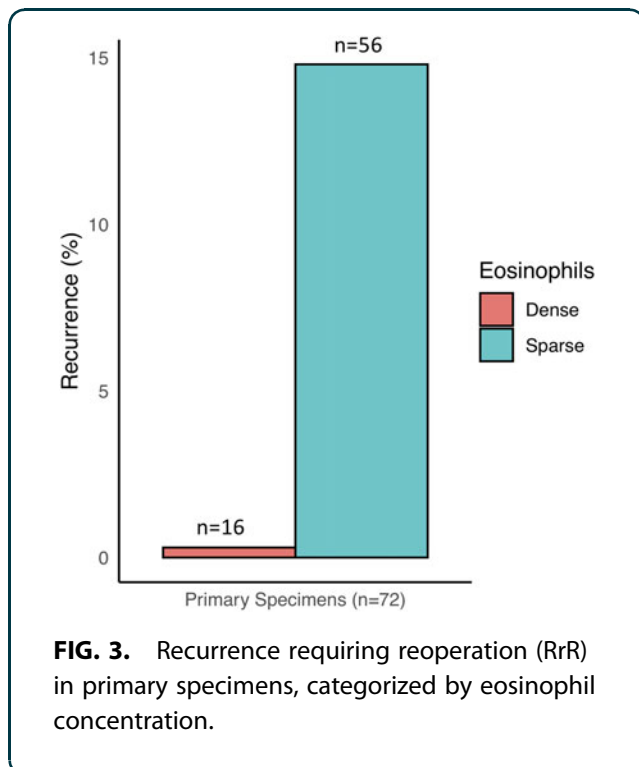 n=56
15
10
5
0
Recurrence (%)
n=16
Primary Specimens (n=72)
Eosinophils
Dense
Sparse
FIG. 3. Recurrence requiring reoperation (RrR)
in primary specimens, categorized by eosinophil
concentration.